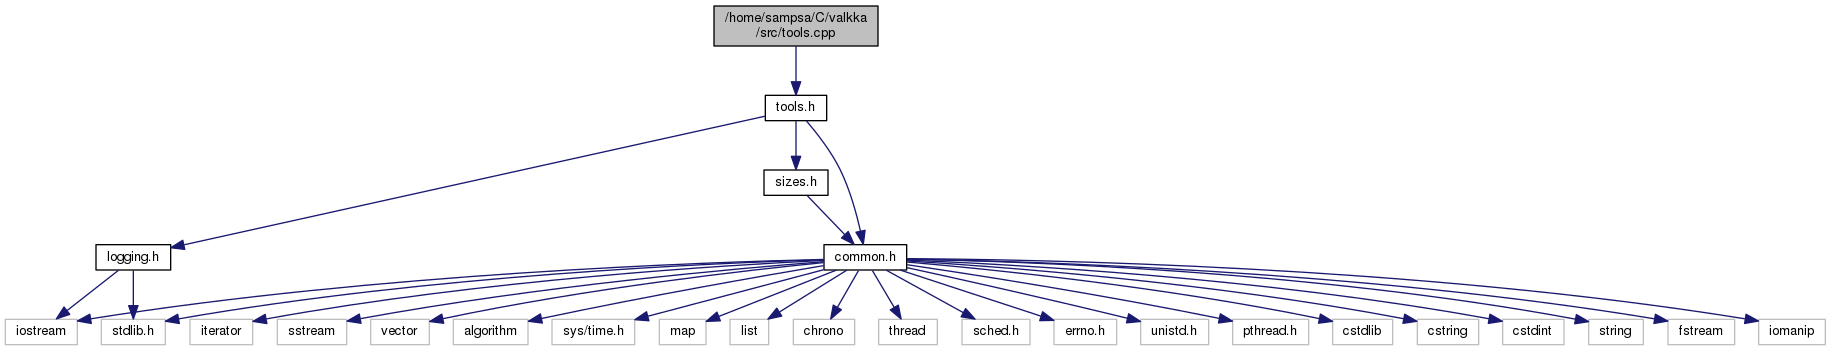 /home/sampsa/C/valkka
/src/tools.cpp
tools.h
sizes.h
logging.h
common.h
iostream
stdlib.h
iterator
sstream
vector
algorithm
sys/time.h
map
list
chrono
thread
sched.h
errno.h
unistd.h
pthread.h
cstdlib
cstring
cstdint
string
fstream
iomanip